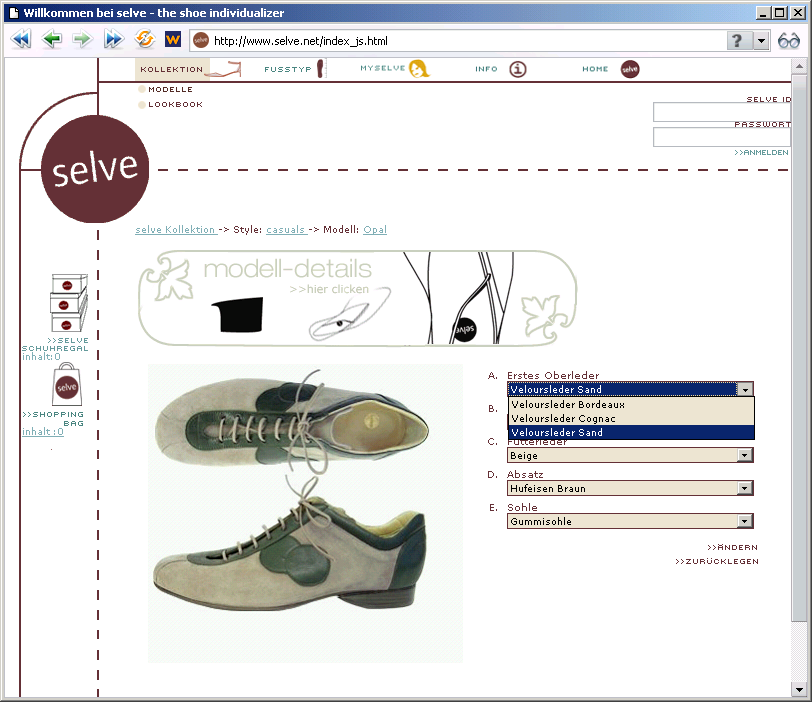 Willkommen bei selve - the shoe individualizer
W
selve
http://www.selve.net/index_js.html
?
KOLLEKTION
FUSSTYP
MYSELVE
INFO
i
HOME
selve
MODELLE
LOOKBOOK
SELVE ID
PASSWORT
>>ANMELDEN
selve
selve Kollektion -> Style: casuals -> Modell: Opal
modell-details
>>hier clicken
selve
>>SELVE
SCHUHREGAL
inhalt:0
selve
>>SHOPPING
BAG
inhalt :0
A. Erstes Oberleder
Veloursleder Sand
Veloursleder Bordeaux
B.
Veloursleder Cognac
Veloursleder Sand
C. Futterleder
Beige
D. Absatz
Hufeisen Braun
E. Sohle
Gummisohle
>>ÄNDERN
>>ZURÜCKLEGEN